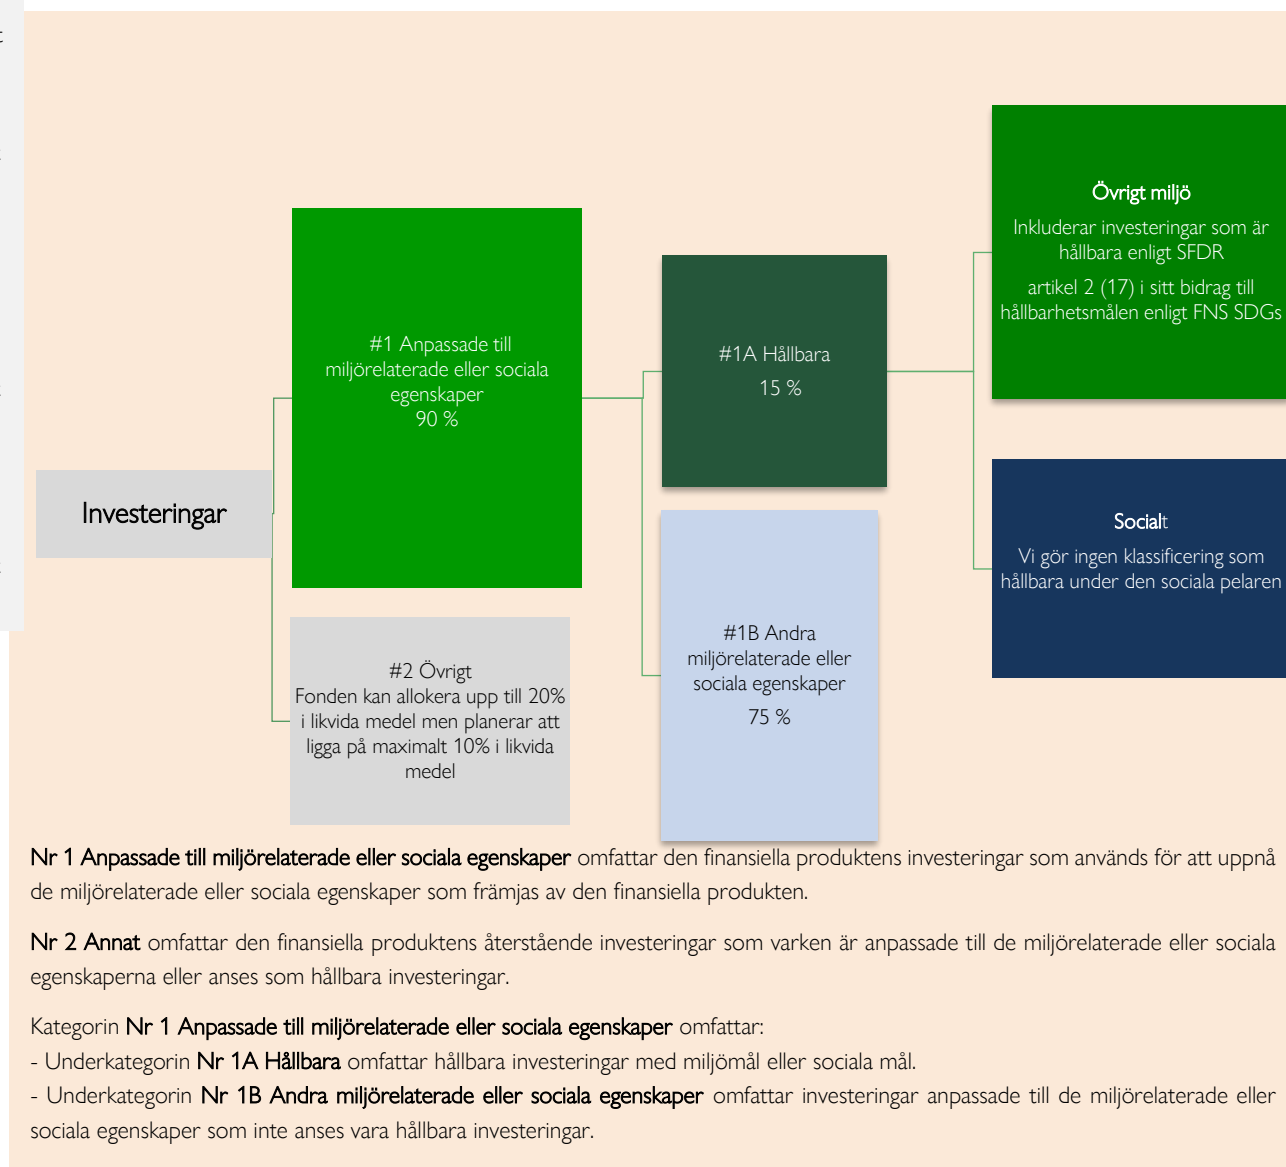 Övrigt miljö
Inkluderar investeringar som är
hållbara enligt SFDR
artikel 2 (17) i sitt bidrag till
hållbarhetsmålen enligt FNS SDGs
#1 Anpassade till
miljörelaterade eller sociala
egenskaper
90 %
#1A Hållbara
15 %
Investeringar
Socialt
Vi gör ingen klassificering som
hållbara under den sociala pelaren
#2 Övrigt
Fonden kan allokera upp till 20%
i likvida medel men planerar att
ligga på maximalt 10% i likvida
medel
#1B Andra
miljörelaterade eller
sociala egenskaper
75 %
Nr 1 Anpassade till miljörelaterade eller sociala egenskaper omfattar den finansiella produktens investeringar som används för att uppnå
de miljörelaterade eller sociala egenskaper som främjas av den finansiella produkten.
Nr 2 Annat omfattar den finansiella produktens återstående investeringar som varken är anpassade till de miljörelaterade eller sociala
egenskaperna eller anses som hållbara investeringar.
Kategorin Nr 1 Anpassade till miljörelaterade eller sociala egenskaper omfattar:
- Underkategorin Nr 1A Hållbara omfattar hållbara investeringar med miljömål eller sociala mål.
- Underkategorin Nr 1B Andra miljörelaterade eller sociala egenskaper omfattar investeringar anpassade till de miljörelaterade eller
sociala egenskaper som inte anses vara hållbara investeringar.